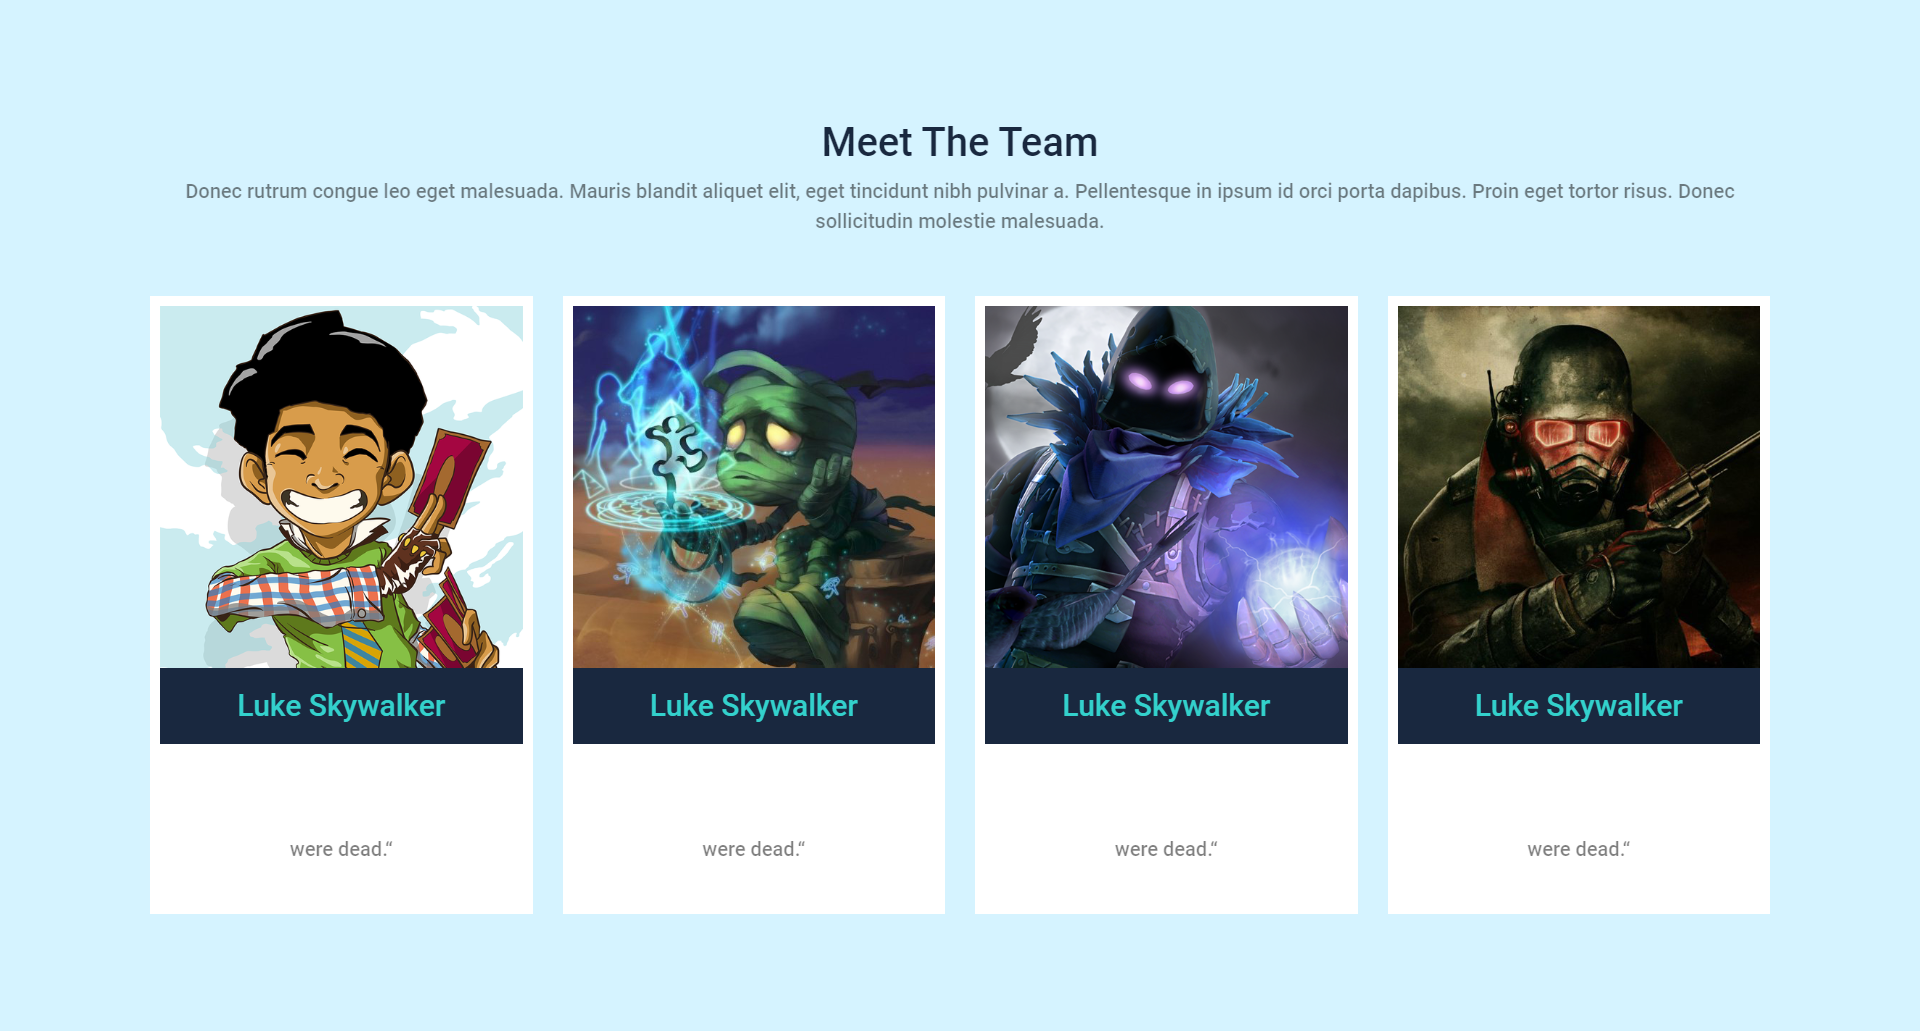 Meet The Team
Donec rutrum congue leo eget malesuada. Mauris blandit aliquet elit, eget tincidunt nibh pulvinar a. Pellentesque in ipsum id orci porta dapibus. Proin eget tortor risus. Donec
sollicitudin molestie malesuada.
Luke Skywalker
were dead.“
Luke Skywalker
were dead.“
Luke Skywalker
were dead.“
Luke Skywalker
were dead.“